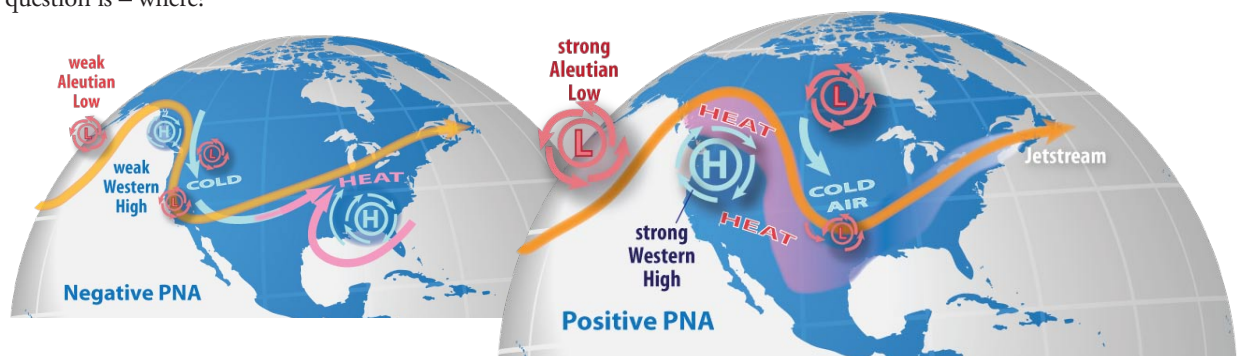 question is – where?
weak
Aleutian
Low
L
H
L
weak
Western
High
COLD
L
HEAT
H
Negative PNA
strong
Aleutian
Low
L
HEAT
L
H
COLD
AIR
HEAT
L
strong
Western
High
Jetstream
Positive PNA